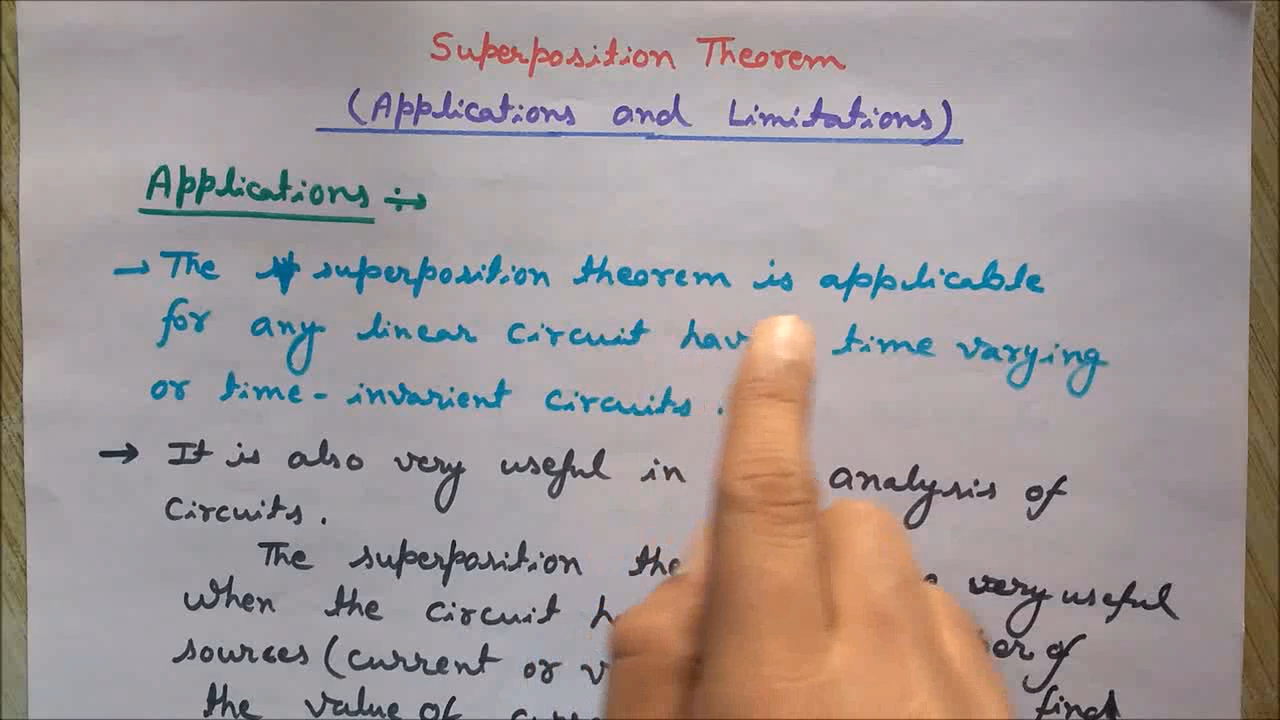 Superposition Theorem
(Applications and Limitations)
Applications ÷→
→ The superposition theorem is applicable
for any linear circuit time varying
or time-invarient circuits.
→ It is also very useful in analysis of
circuits.
The superposition very useful
when the circuit
sources (current or of
the value of find